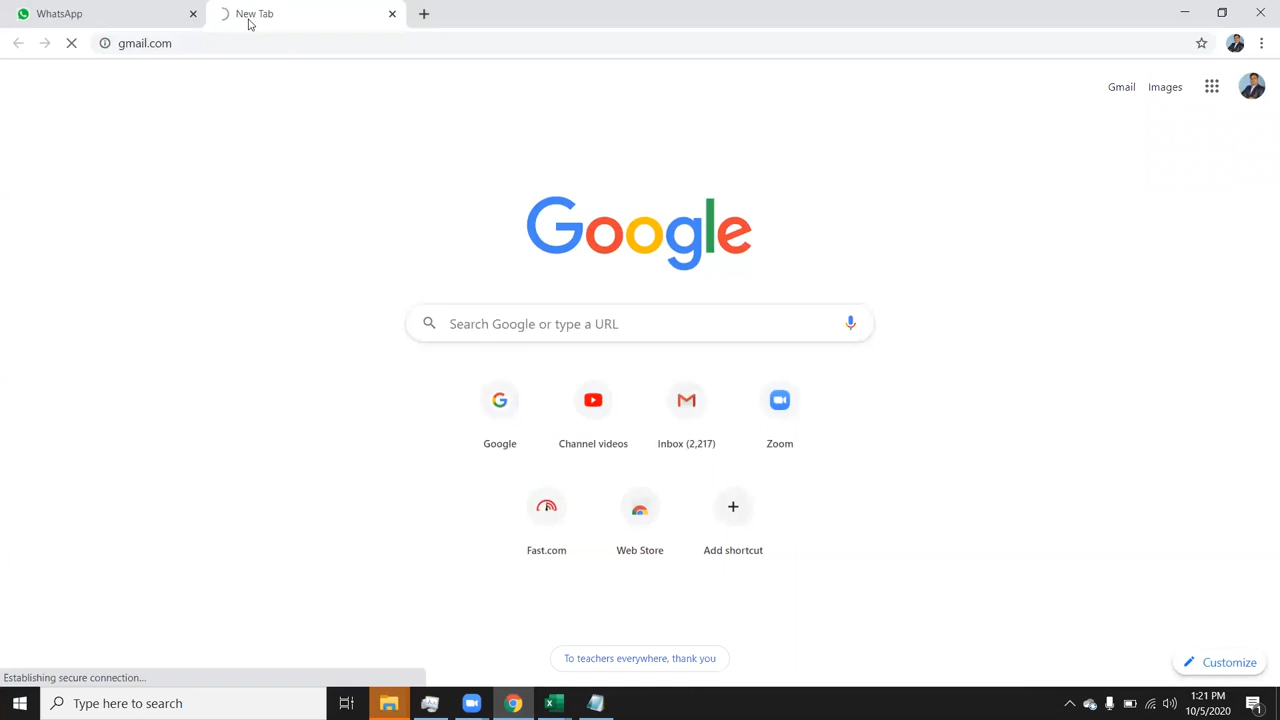 WhatsApp
New Tab
gmail.com
Gmail
Images
Google
Search Google or type a URL
Google
Channel videos
Inbox (2,217)
Zoom
Fast.com
Web Store
Add shortcut
To teachers everywhere, thank you
Customize
Establishing secure connection...
Type here to search
1:21 PM
10/5/2020